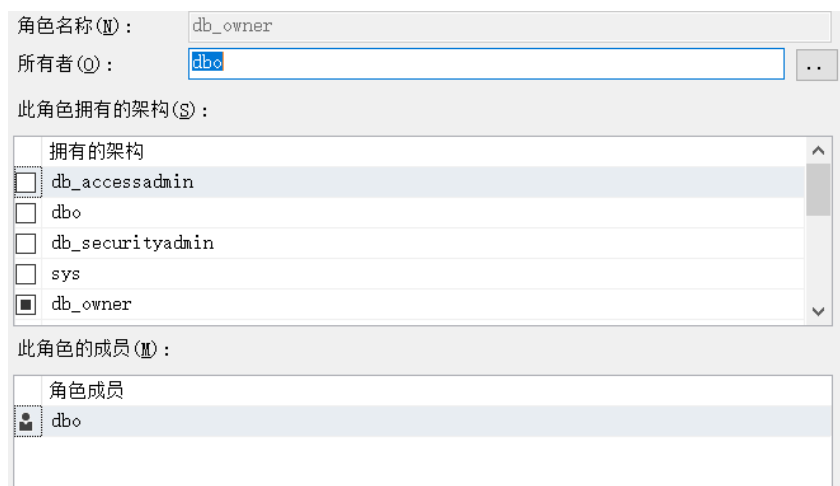 角色名称(N)： db_owner
所有者(O)： dbo ..
此角色拥有的架构(S)：
拥有的架构
db_accessadmin
dbo
db_securityadmin
sys
db_owner
此角色的成员(M)：
角色成员
dbo